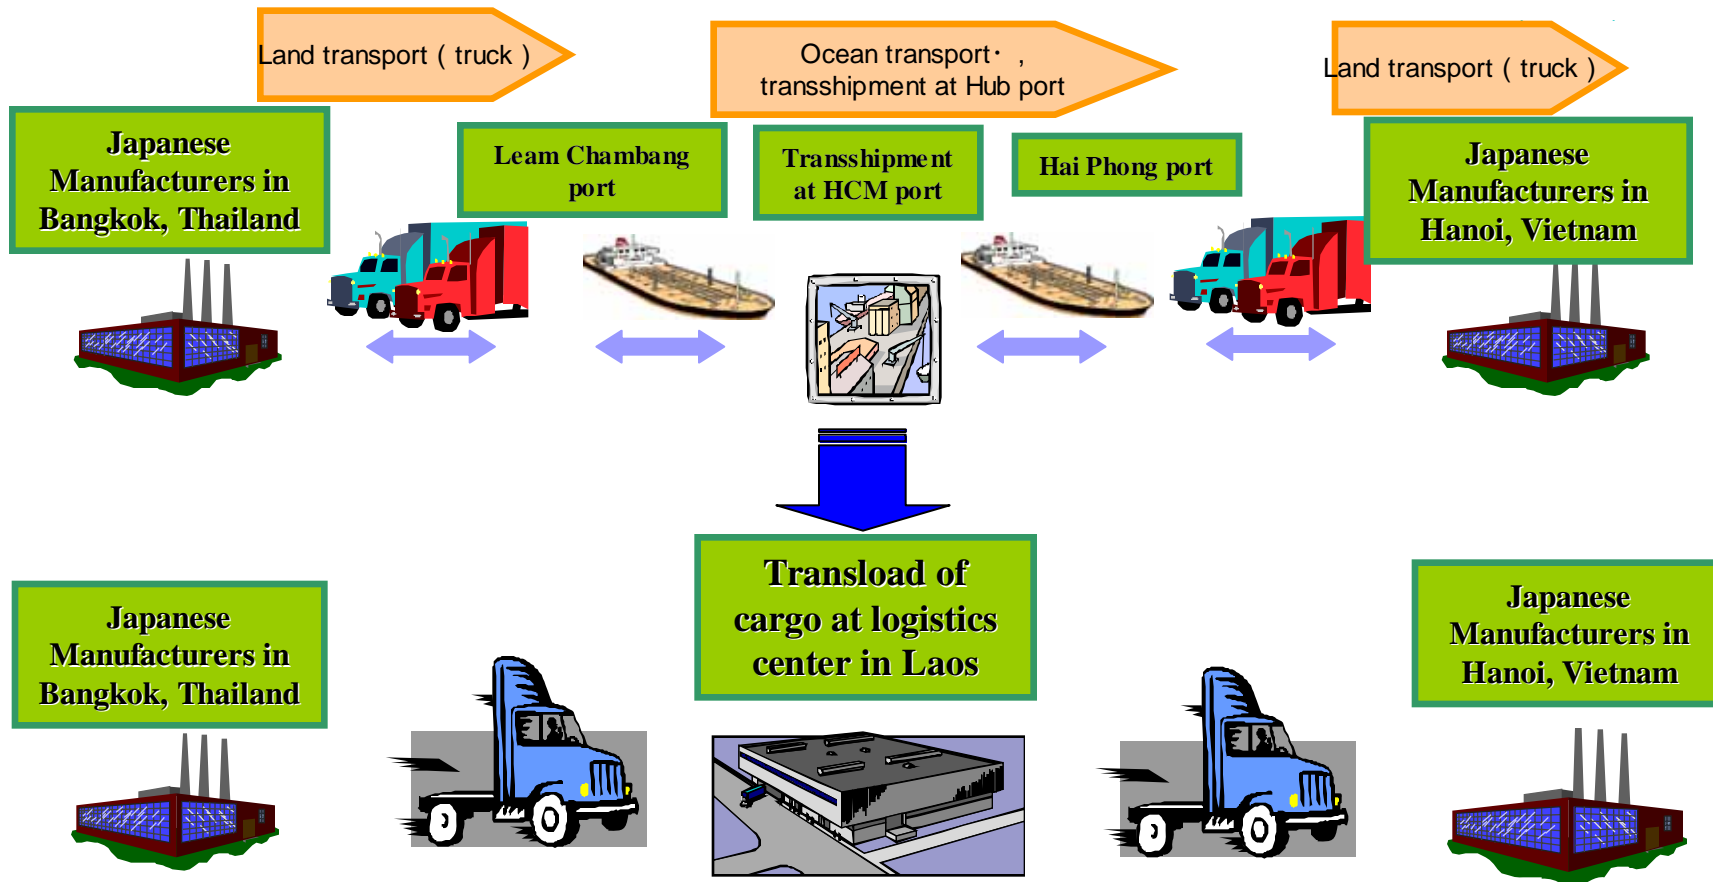 Land transport ( truck )
Ocean transport･ ,
transshipment at Hub port
Land transport ( truck )
Japanese
Manufacturers in
Bangkok, Thailand
Leam Chambang
port
Transshipment
at HCM port
Hai Phong port
Japanese
Manufacturers in
Hanoi, Vietnam
Transload of
cargo at logistics
center in Laos
Japanese
Manufacturers in
Bangkok, Thailand
Japanese
Manufacturers in
Hanoi, Vietnam